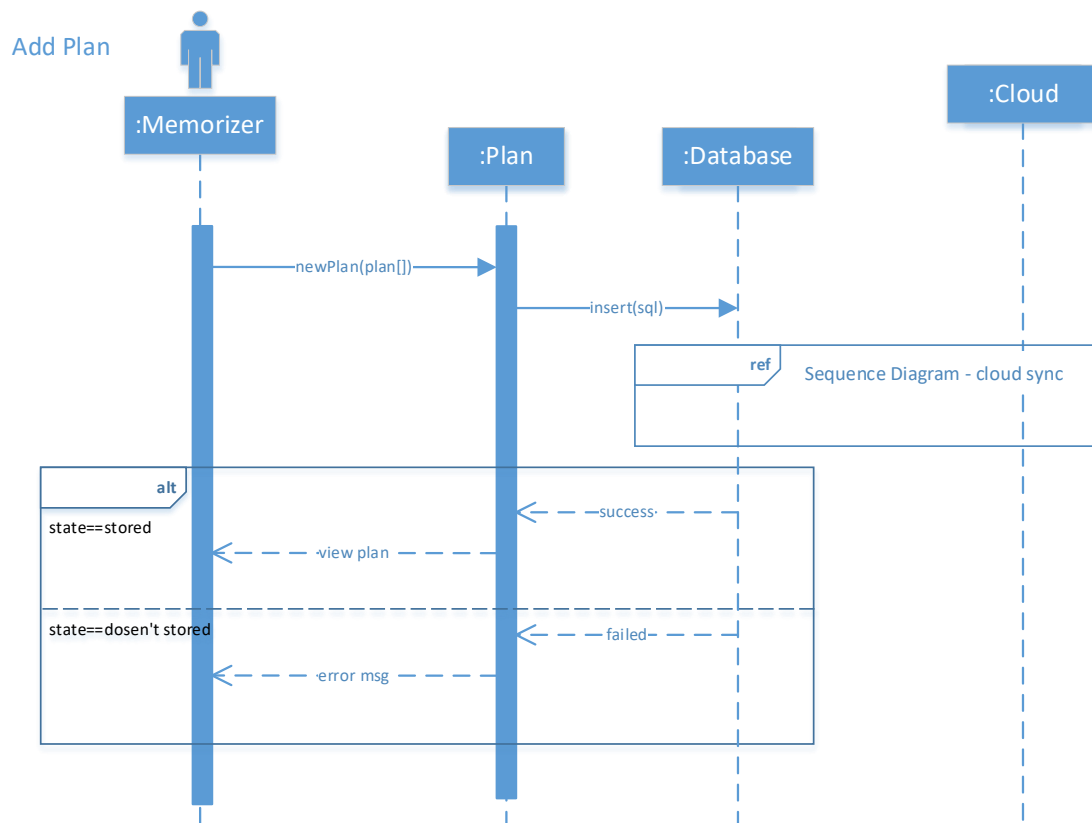 Add Plan
:Memorizer
:Plan
:Database
:Cloud
newPlan(plan[])
insert(sql)
ref
Sequence Diagram - cloud sync
alt
state==stored
success
view plan
state==dosen't stored
failed
error msg